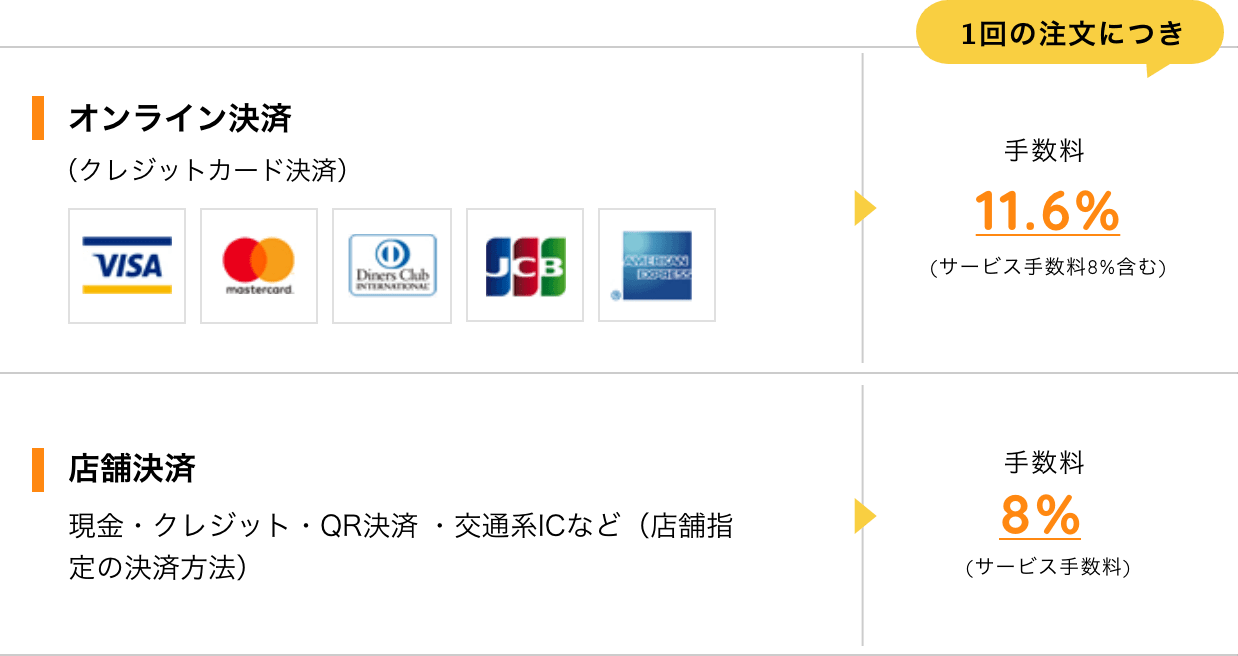 1回の注文につき
オンライン決済
（クレジットカード決済）
VISA
mastercard.
Diners Club
INTERNATIONAL
JCB
AMERICAN
EXPRESS
®
手数料
11.6%
(サービス手数料8%含む)
店舗決済
現金・クレジット・QR決済 ・交通系ICなど（店舗指
定の決済方法）
手数料
8%
(サービス手数料)